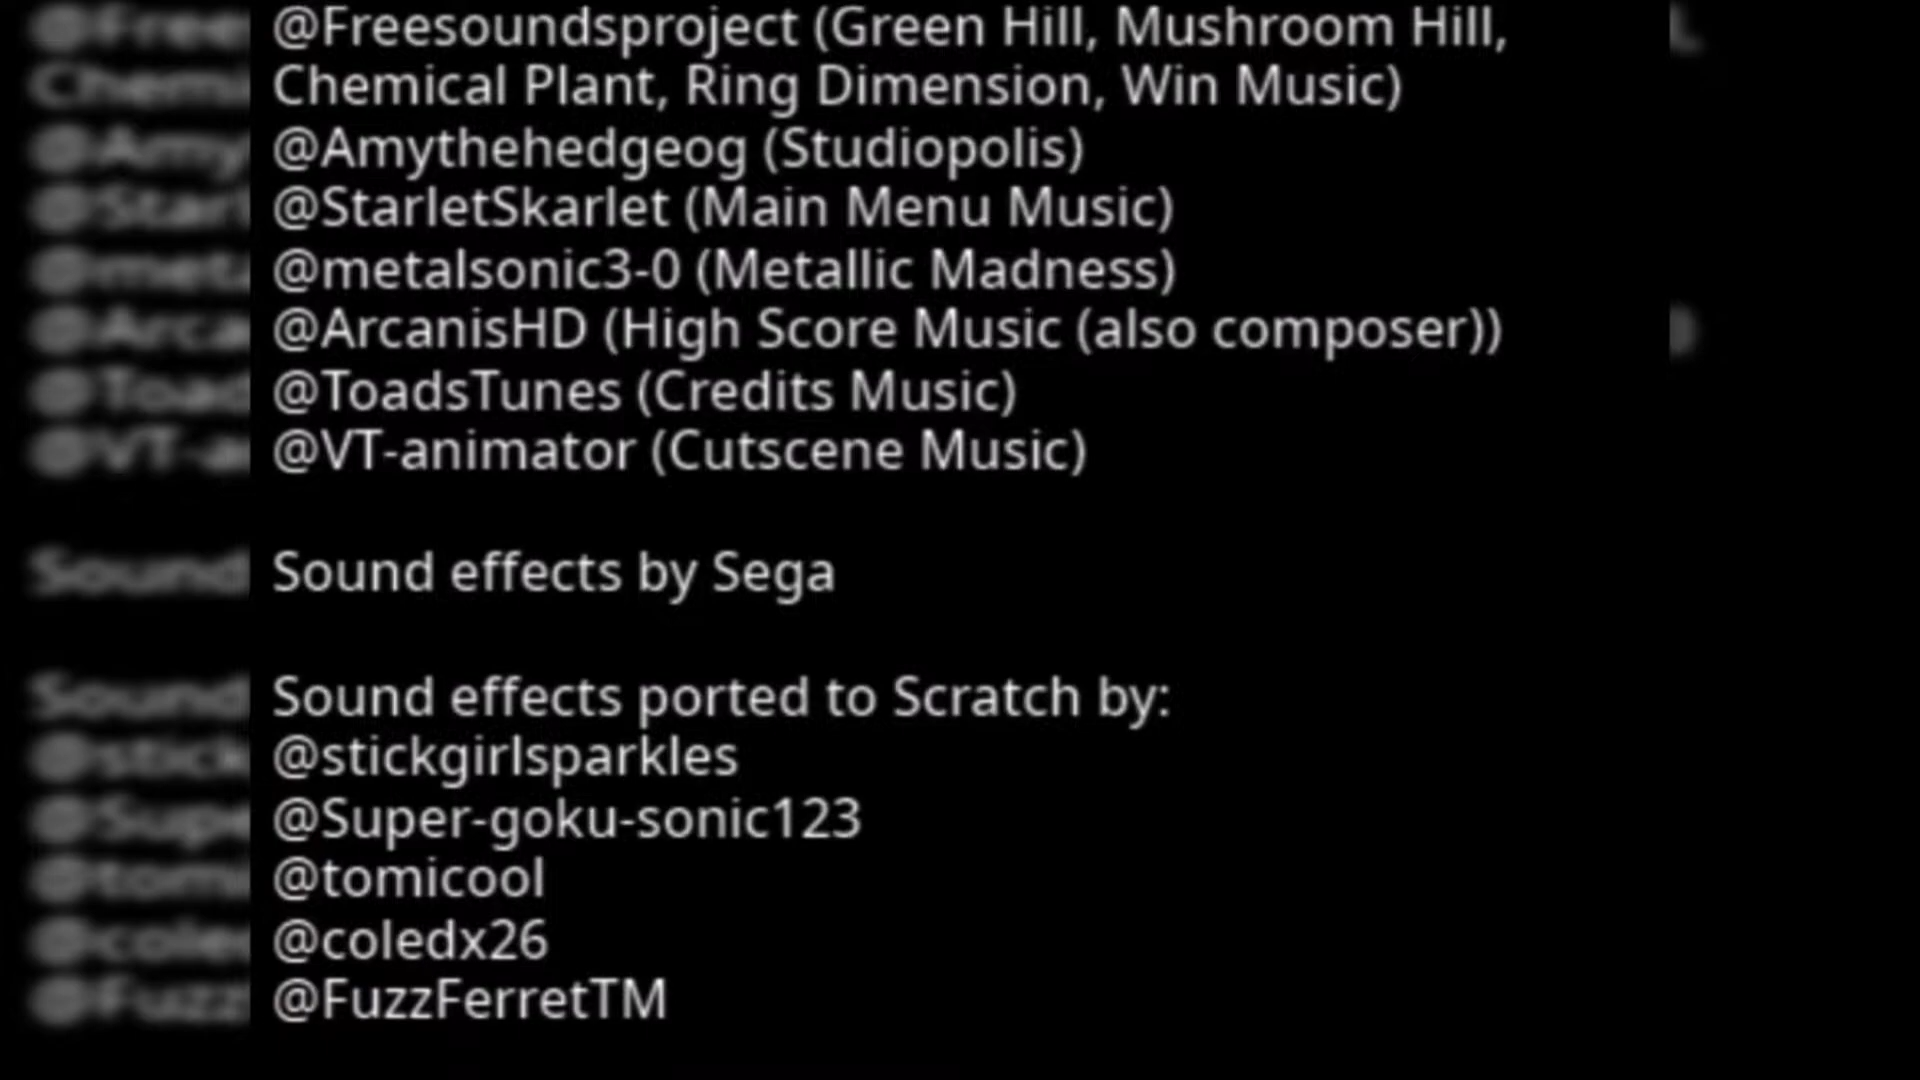 @Freesoundsproject (Green Hill, Mushroom Hill,
Chemical Plant, Ring Dimension, Win Music)
@Amythehedgeog (Studiopolis)
@StarletSkarlet (Main Menu Music)
@metalsonic3-0 (Metallic Madness)
@ArcanisHD (High Score Music (also composer))
@ToadsTunes (Credits Music)
@VT-animator (Cutscene Music)
Sound effects by Sega
Sound effects ported to Scratch by:
@stickgirlsparkles
@Super-goku-sonic123
@tomicool
@coledx26
@FuzzFerretTM